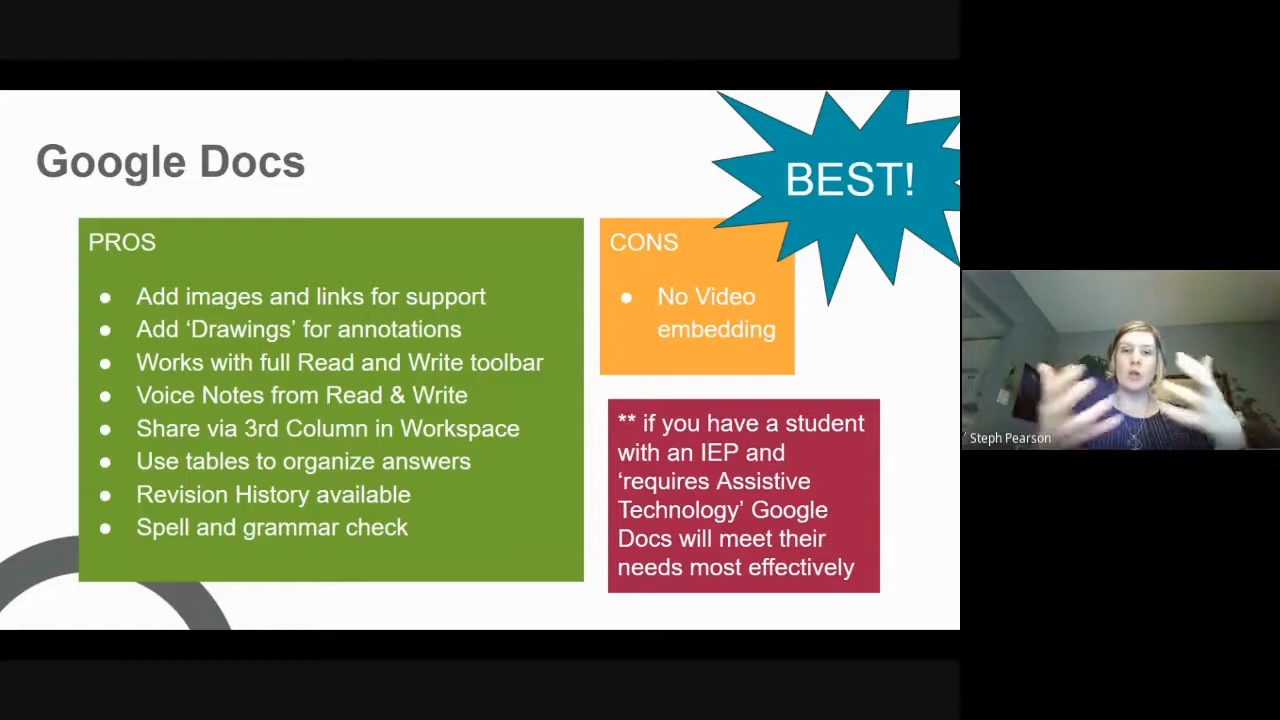 Google Docs
BEST!
PROS
● Add images and links for support
● Add ‘Drawings’ for annotations
● Works with full Read and Write toolbar
● Voice Notes from Read & Write
● Share via 3rd Column in Workspace
● Use tables to organize answers
● Revision History available
● Spell and grammar check
CONS
● No Video
embedding
** if you have a student
with an IEP and
‘requires Assistive
Technology’ Google
Docs will meet their
needs most effectively
Steph Pearson